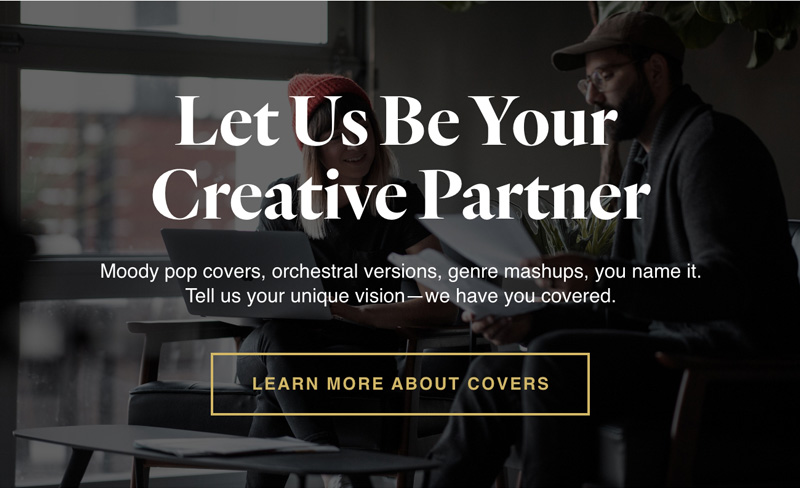 Let Us Be Your
Creative Partner
Moody pop covers, orchestral versions, genre mashups, you name it.
Tell us your unique vision—we have you covered.
LEARN MORE ABOUT COVERS